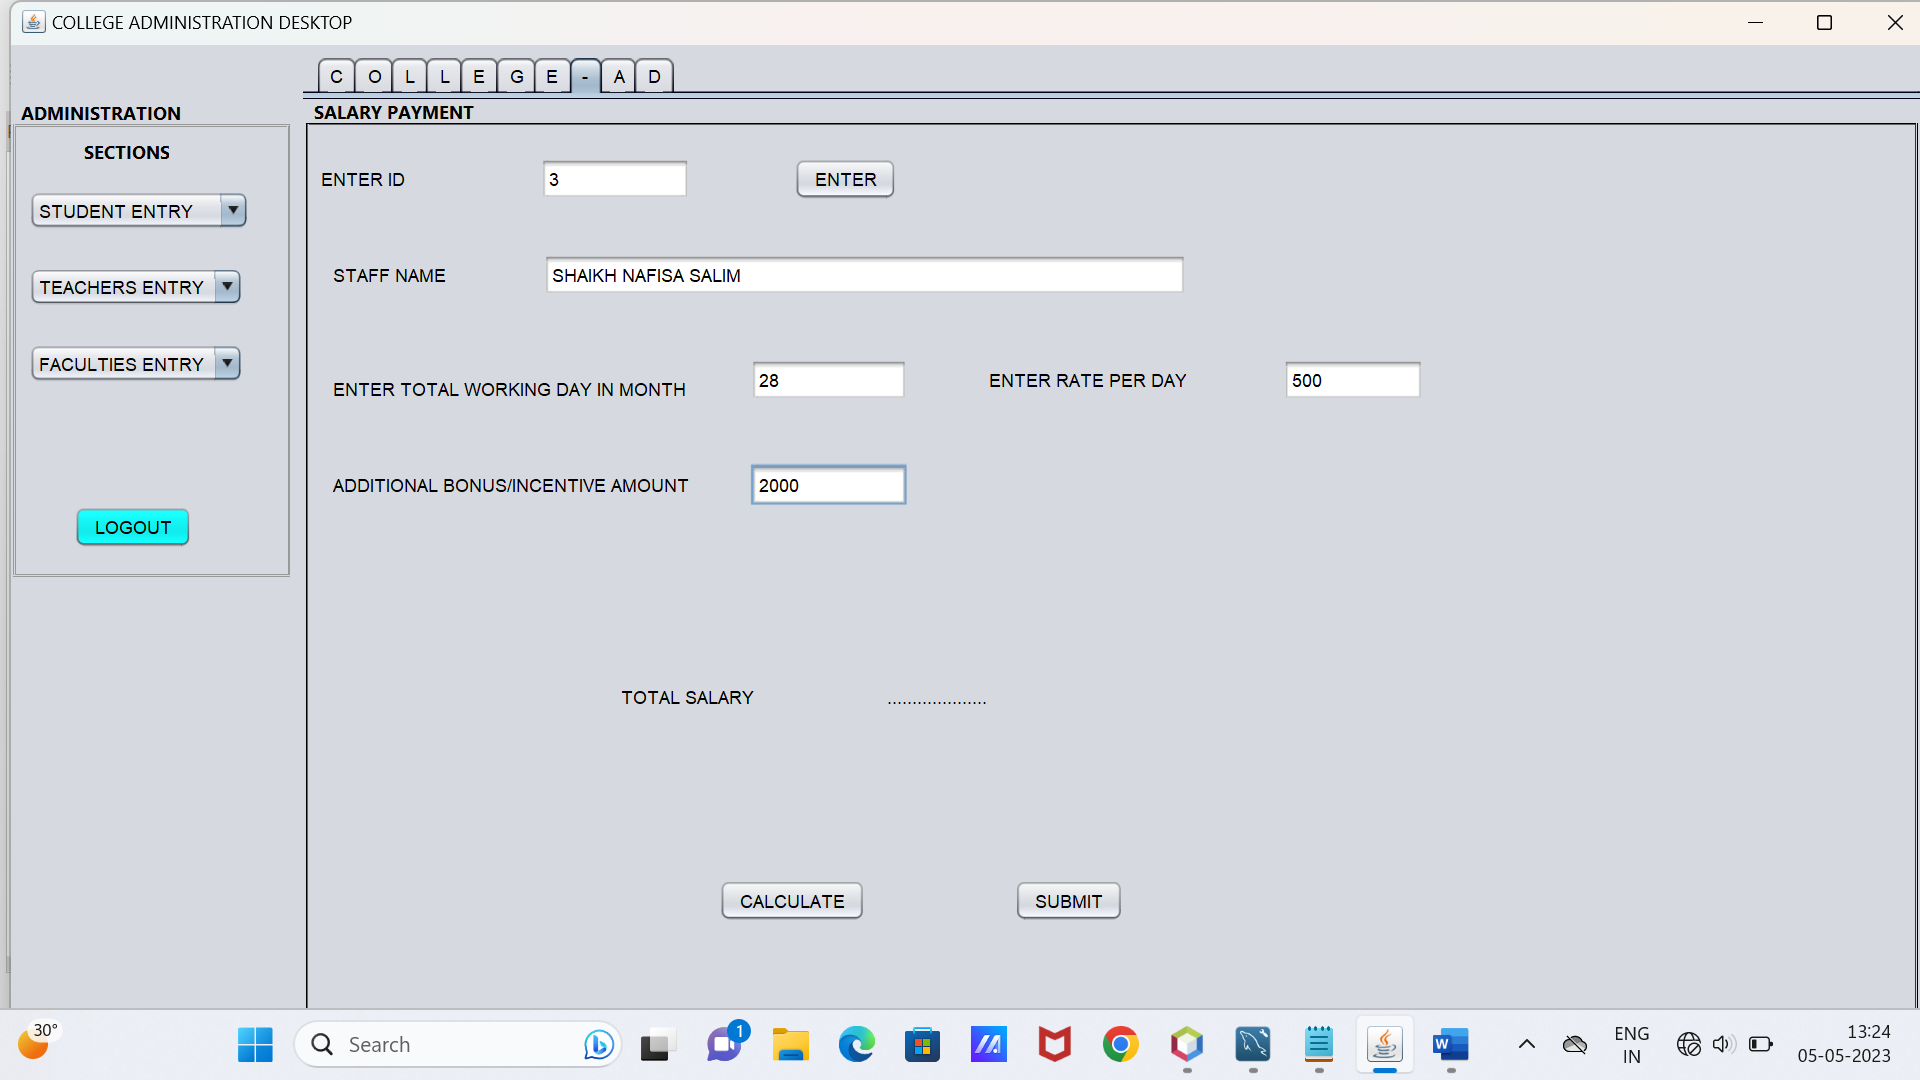 COLLEGE ADMINISTRATION DESKTOP
C O L L E G E - A D
ADMINISTRATION
SALARY PAYMENT
SECTIONS
ENTER ID 3 ENTER
STUDENT ENTRY
STAFF NAME SHAIKH NAFISA SALIM
TEACHERS ENTRY
FACULTIES ENTRY
ENTER TOTAL WORKING DAY IN MONTH 28 ENTER RATE PER DAY 500
ADDITIONAL BONUS/INCENTIVE AMOUNT 2000
LOGOUT
TOTAL SALARY ....................
CALCULATE SUBMIT
30°
Search
1
W
ENG
IN
13:24
05-05-2023